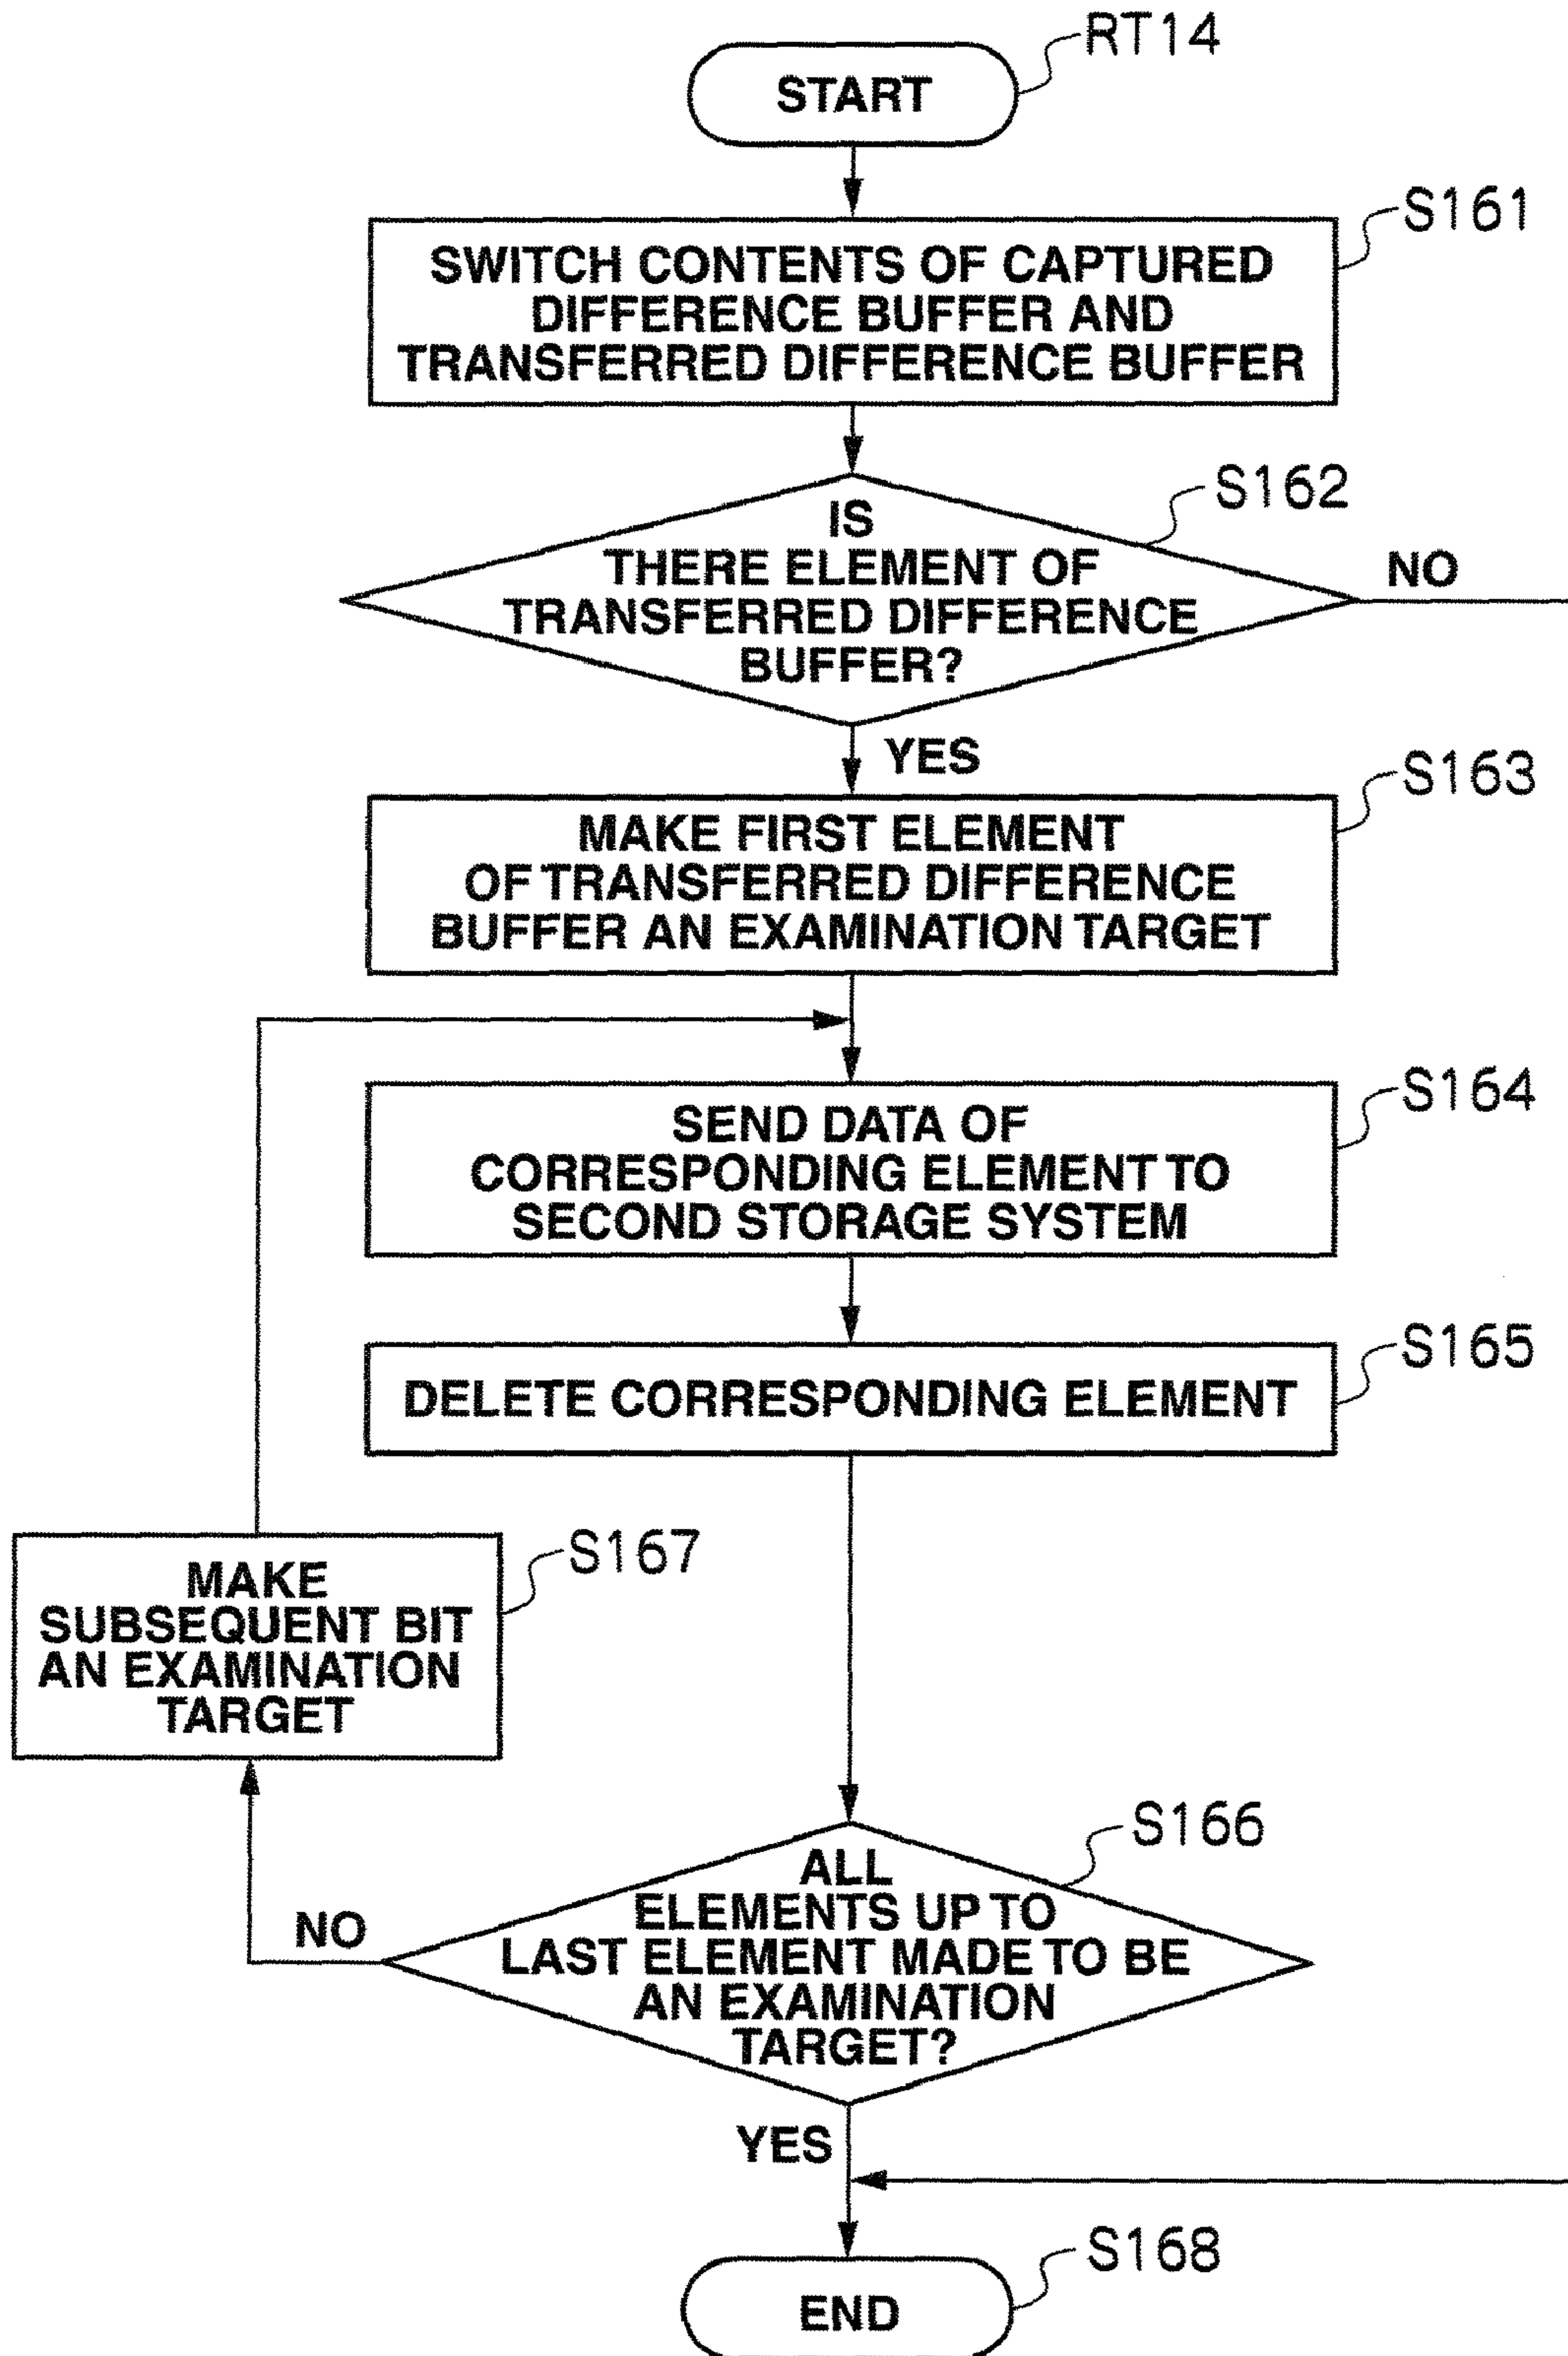 RT14
START
S161
SWITCH CONTENTS OF CAPTURED
DIFFERENCE BUFFER AND
TRANSFERRED DIFFERENCE BUFFER
S162
IS
THERE ELEMENT OF
TRANSFERRED DIFFERENCE
BUFFER?
NO
YES
S163
MAKE FIRST ELEMENT
OF TRANSFERRED DIFFERENCE
BUFFER AN EXAMINATION TARGET
S164
SEND DATA OF
CORRESPONDING ELEMENT TO
SECOND STORAGE SYSTEM
S165
DELETE CORRESPONDING ELEMENT
S167
MAKE
SUBSEQUENT BIT
AN EXAMINATION
TARGET
S166
ALL
ELEMENTS UP TO
LAST ELEMENT MADE TO BE
AN EXAMINATION
TARGET?
NO
YES
S168
END